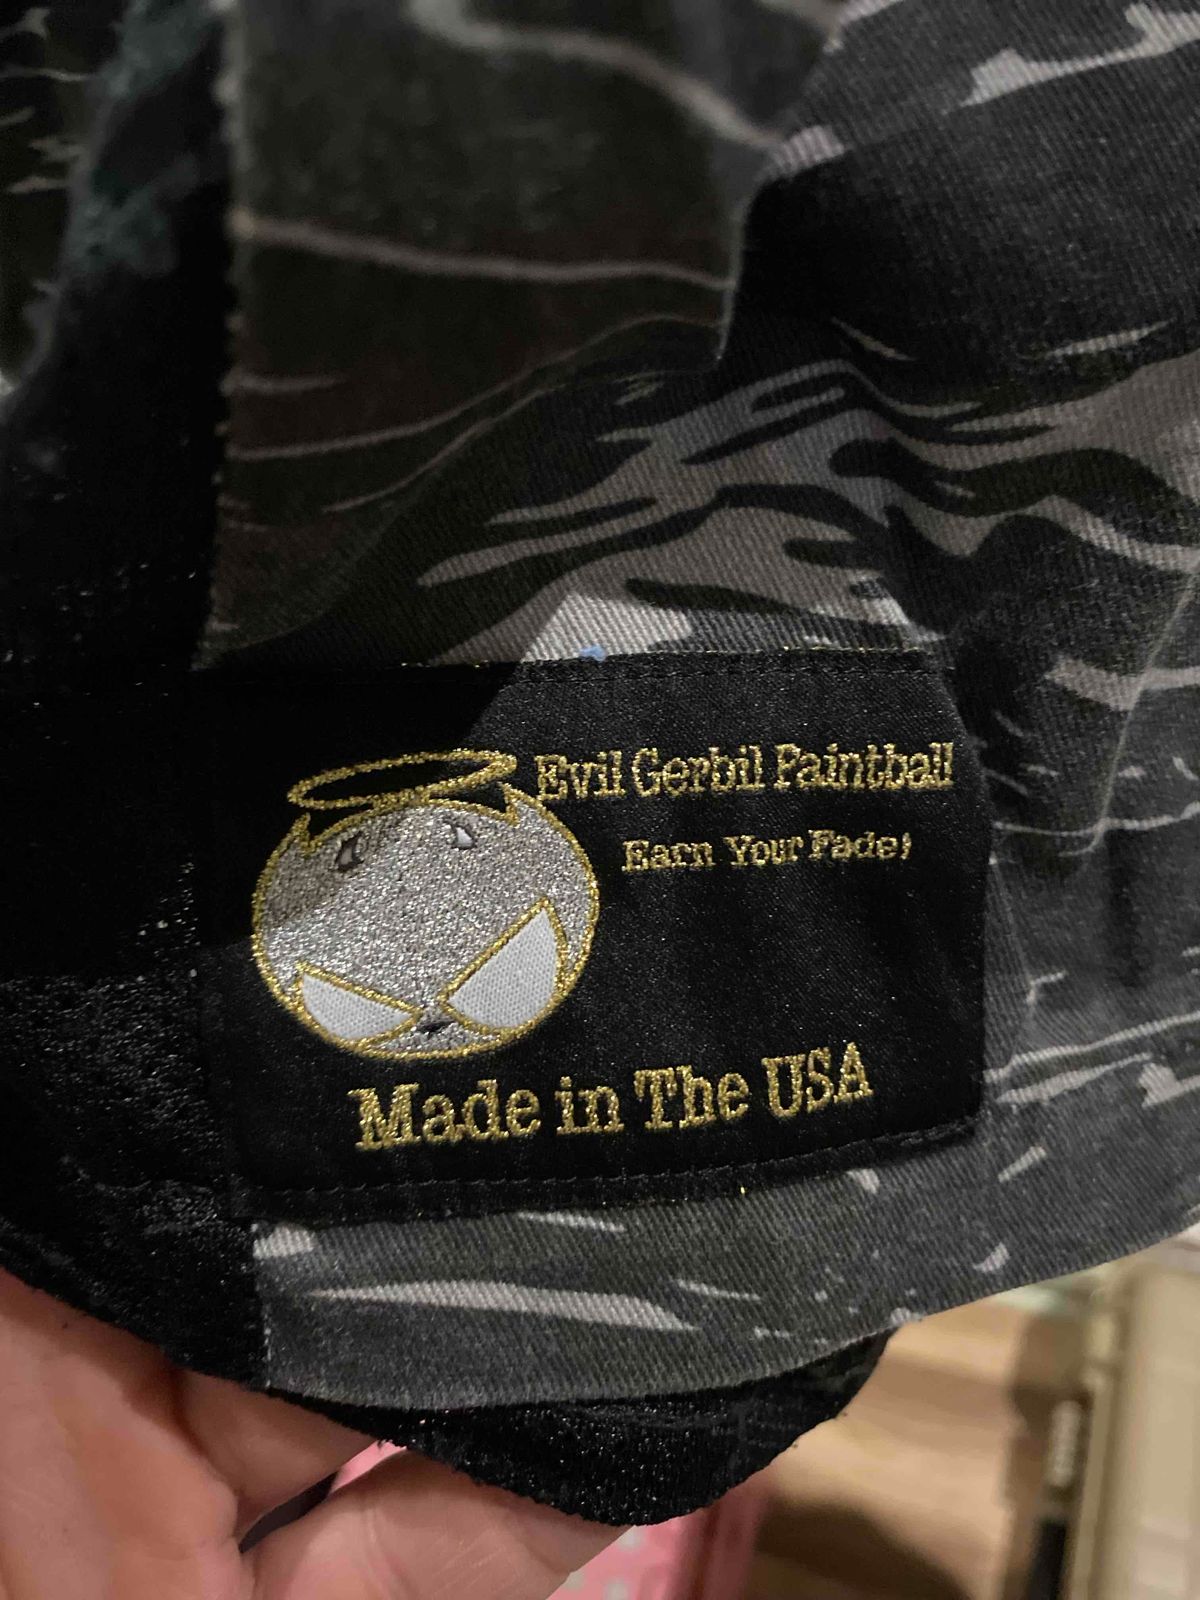 Evil Gerbil Paintball
Earn Your Fade!
Made in The USA